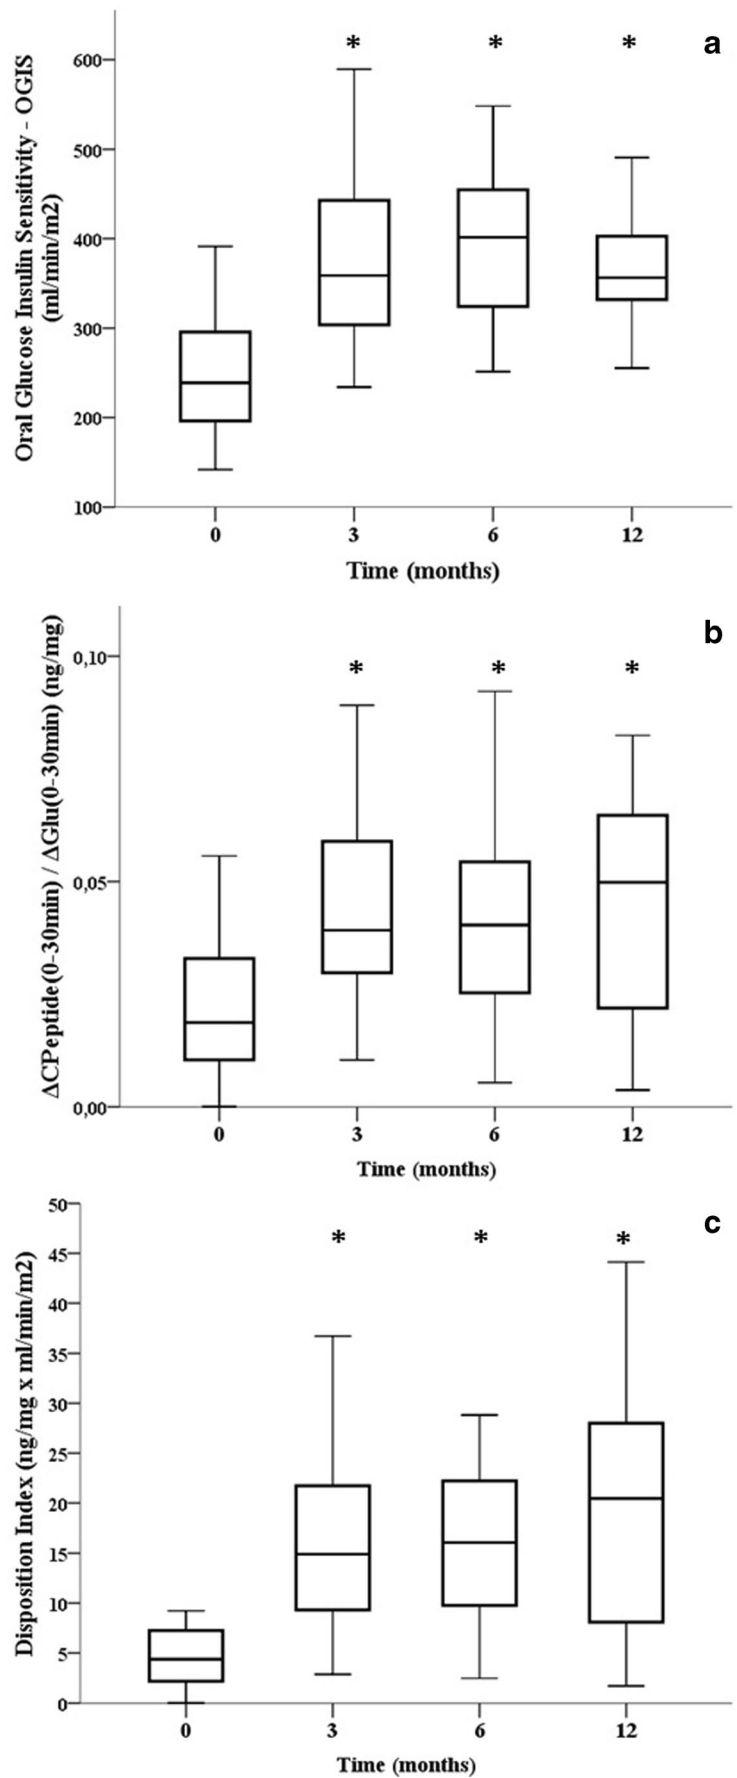 * * * a
Oral Glucose Insulin Sensitivity - OGIS
(ml/min/m2)
600
500
400
300
200
100
0 3 6 12
Time (months)
b
ΔCPeptide(0-30min) / ΔGlu(0-30min) (ng/mg)
0,10
* * *
0,05
0,00
0 3 6 12
Time (months)
Disposition Index (ng/mg x ml/min/m2)
50
* * * c
45
40
35
30
25
20
15
10
5
0
0 3 6 12
Time (months)